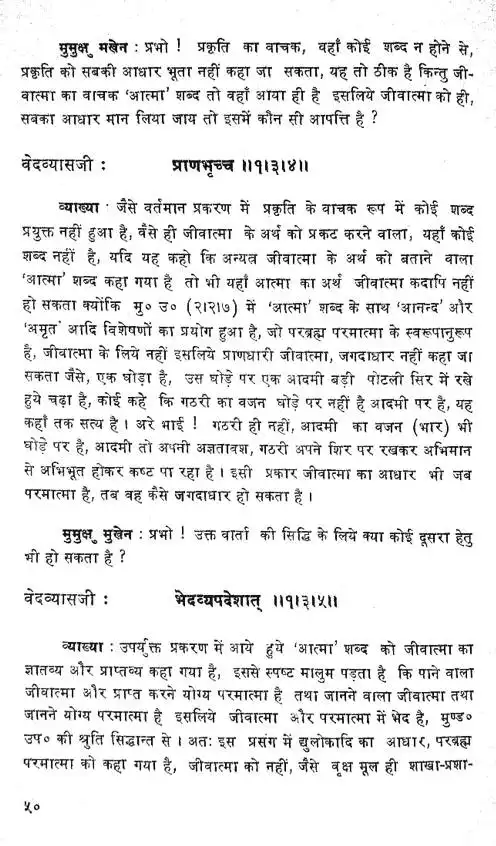 मुमुक्षु मखेन : प्रभो ! प्रकृति का वाचक, यहाँ कोई शब्द न होने से,
प्रकृति को सबकी आधार भूता नहीं कहा जा सकता, यह तो ठीक है किन्तु जी-
वात्मा का वाचक ‘आत्मा’ शब्द तो वहाँ आया ही है इसलिये जीवात्मा को ही,
सबका आधार मान लिया जाय तो इसमें कौन सी आपत्ति है ?
वेदव्यासजी : प्राणभृच्च ॥१।३।४॥
व्याख्या : जैसे वर्तमान प्रकरण में प्रकृति के वाचक रूप में कोई शब्द
प्रयुक्त नहीं हुआ है, वैसे ही जीवात्मा के अर्थ को प्रकट करने वाला, यहाँ कोई
शब्द नहीं है, यदि यह कहो कि अन्यत्र जीवात्मा के अर्थ को बताने वाला
‘आत्मा’ शब्द कहा गया है तो भी यहाँ आत्मा का अर्थ जीवात्मा कदापि नहीं
हो सकता क्योंकि मु० उ० (२।२।७) में ‘आत्मा’ शब्द के साथ ‘आनन्द’ और
‘अमृत’ आदि विशेषणों का प्रयोग हुआ है, जो परब्रह्म परमात्मा के स्वरूपानुरूप
है, जीवात्मा के लिये नहीं इसलिये प्राणधारी जीवात्मा, जगदाधार नहीं कहा जा
सकता जैसे, एक घोड़ा है, उस घोड़े पर एक आदमी बड़ी पोटली सिर में रखे
हुये चढ़ा है, कोई कहे कि गठरी का वजन घोड़े पर नहीं है आदमी पर है, यह
कहाँ तक सत्य है । अरे भाई ! गठरी ही नहीं, आदमी का वजन (भार) भी
घोड़े पर है, आदमी तो अपनी अज्ञतावश, गठरी अपने शिर पर रखकर अभिमान
से अभिभूत होकर कष्ट पा रहा है । इसी प्रकार जीवात्मा का आधार भी जब
परमात्मा है, तब वह कैसे जगदाधार हो सकता है ।
मुमुक्षु मुखेन : प्रभो ! उक्त वार्ता की सिद्धि के लिये क्या कोई दूसरा हेतु
भी हो सकता है ?
वेदव्यासजी : भेदव्यपदेशात् ॥१।३।५॥
व्याख्या : उपर्युक्त प्रकरण में आये हुये ‘आत्मा’ शब्द को जीवात्मा का
ज्ञातव्य और प्राप्तव्य कहा गया है, इससे स्पष्ट मालुम पड़ता है कि पाने वाला
जीवात्मा और प्राप्त करने योग्य परमात्मा है तथा जानने वाला जीवात्मा तथा
जानने योग्य परमात्मा है इसलिये जीवात्मा और परमात्मा में भेद है, मुण्ड०
उप० की श्रुति सिद्धान्त से । अतः इस प्रसंग में द्युलोकादि का आधार, परब्रह्म
परमात्मा को कहा गया है, जीवात्मा को नहीं, जैसे वृक्ष मूल ही शाखा-प्रशा-
५०